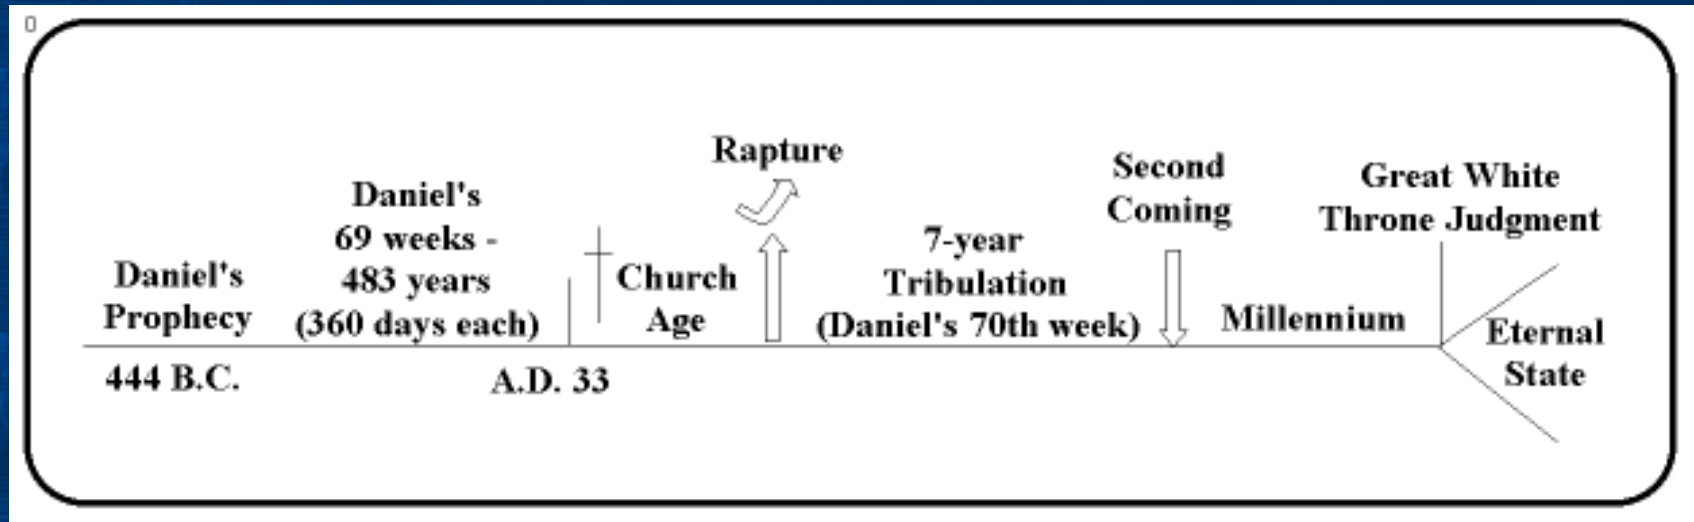 0
Daniel's
Prophecy
444 B.C.
Daniel's
69 weeks -
483 years
(360 days each)
A.D. 33
Church
Age
Rapture
7-year
Tribulation
(Daniel's 70th week)
Second
Coming
Millennium
Great White
Throne Judgment
Eternal
State